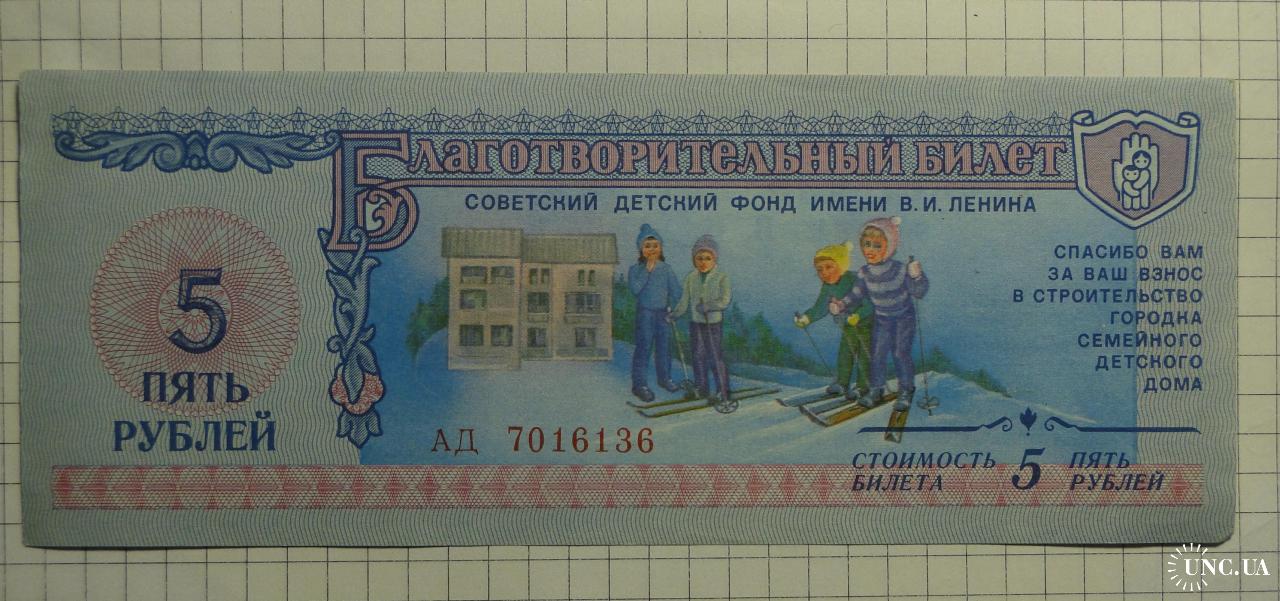 Благотворительный билет
СОВЕТСКИЙ ДЕТСКИЙ ФОНД ИМЕНИ В.И. ЛЕНИНА
5
ПЯТЬ
РУБЛЕЙ
СПАСИБО ВАМ
ЗА ВАШ ВЗНОС
В СТРОИТЕЛЬСТВО
ГОРОДКА
СЕМЕЙНОГО
ДЕТСКОГО
ДОМА
АД 7016136
СТОИМОСТЬ
БИЛЕТА
5
ПЯТЬ
РУБЛЕЙ
UNC.UA